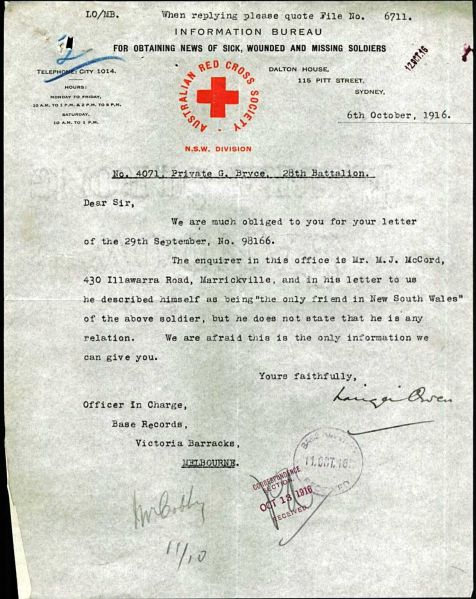 LO/MB. When replying please quote File No. 6711.
INFORMATION BUREAU
FOR OBTAINING NEWS OF SICK, WOUNDED AND MISSING SOLDIERS
12 OCT. 16
TELEPHONE: CITY 1014.
HOURS:
MONDAY TO FRIDAY,
10 A.M. TO 1 P.M. & 2 P.M. TO 5 P.M.
SATURDAY,
10 A.M. TO 1 P.M.
AUSTRALIAN RED CROSS SOCIETY
N.S.W. DIVISION
DALTON HOUSE,
115 PITT STREET,
SYDNEY,
6th October, 1916.
No. 4071, Private G. Bryce, 28th Battalion.
Dear Sir,
We are much obliged to you for your letter
of the 29th September, No. 98166.
The enquirer in this office is Mr. M.J. McCord,
430 Illawarra Road, Marrickville, and in his letter to us
he described himself as being "the only friend in New South Wales"
of the above soldier, but he does not state that he is any
relation. We are afraid this is the only information we
can give you.
Yours faithfully,
Owen
Officer In Charge,
Base Records,
Victoria Barracks,
MELBOURNE.
11 OCT. 16
RECEIVED
CORRESPONDENCE
SECTION.
OCT 13 1916
RECEIVED
11/10